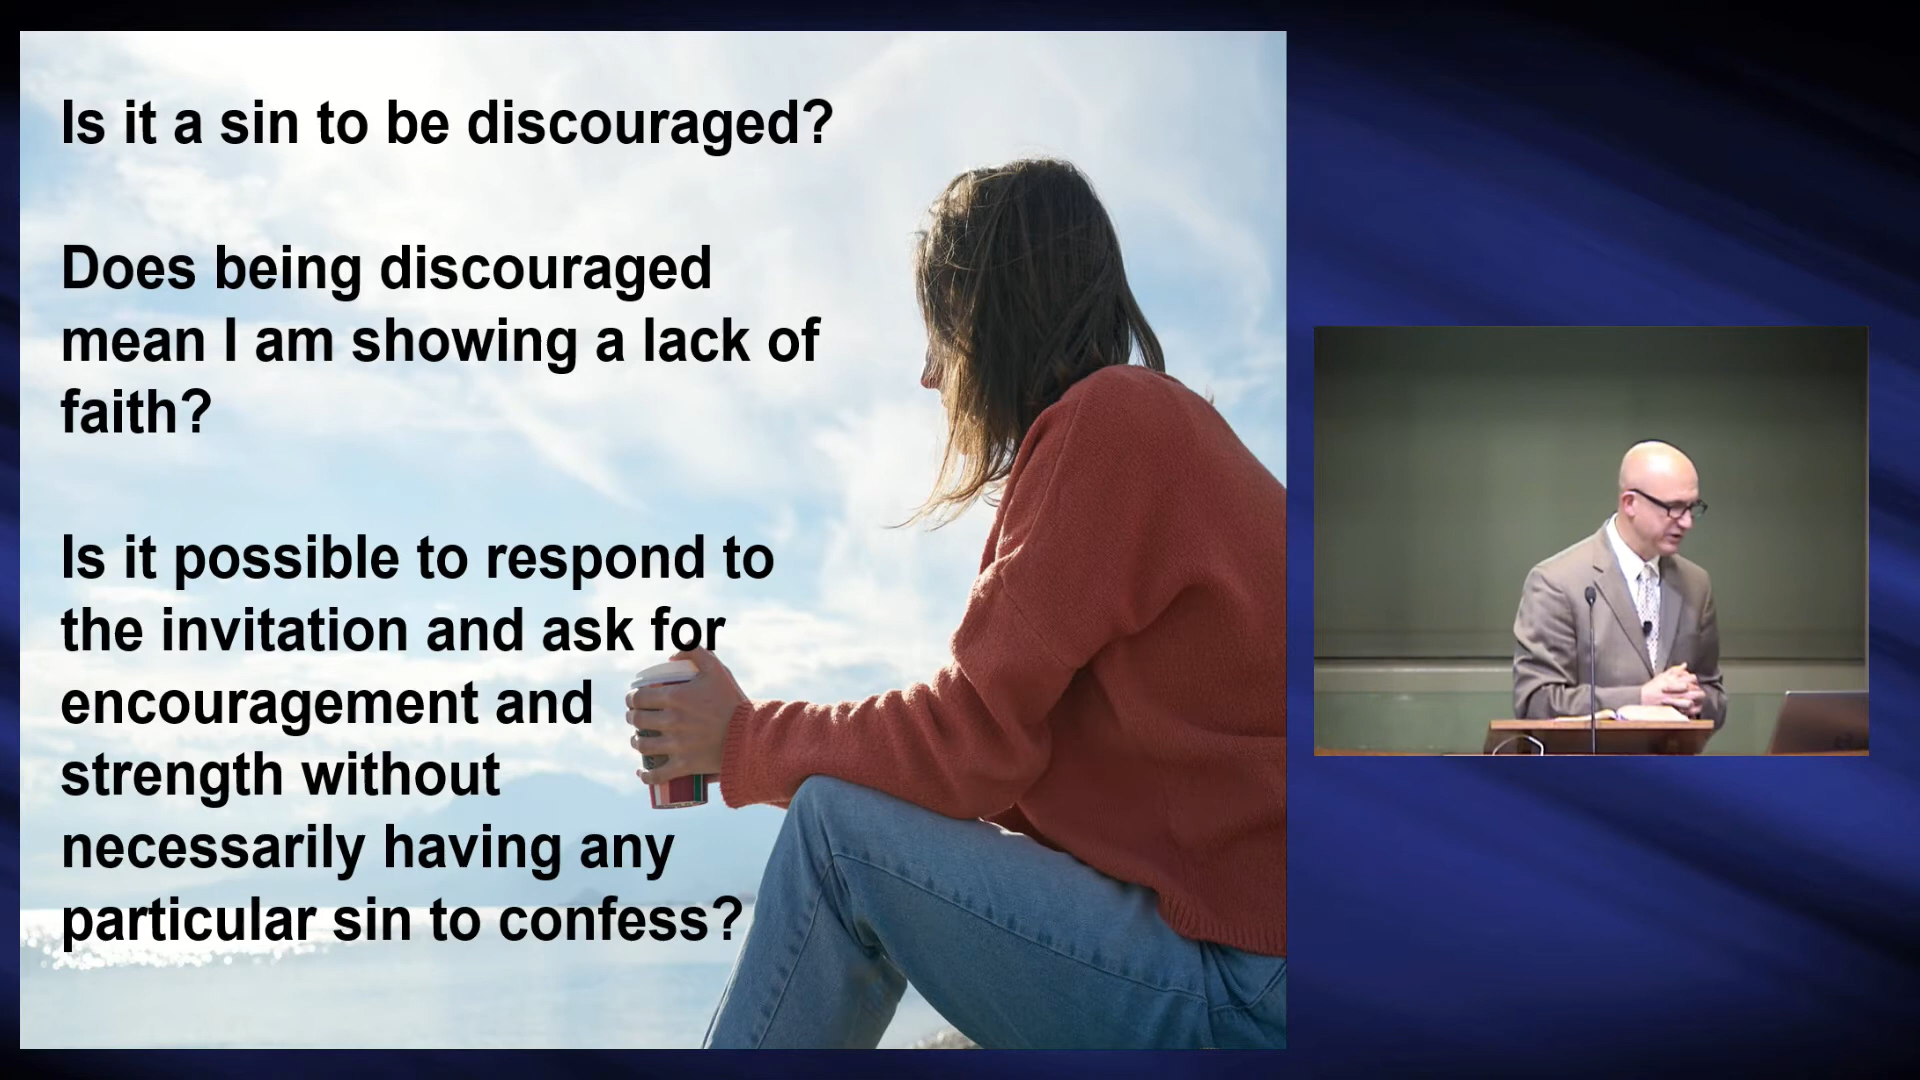 Is it a sin to be discouraged?
Does being discouraged
mean I am showing a lack of
faith?
Is it possible to respond to
the invitation and ask for
encouragement and
strength without
necessarily having any
particular sin to confess?